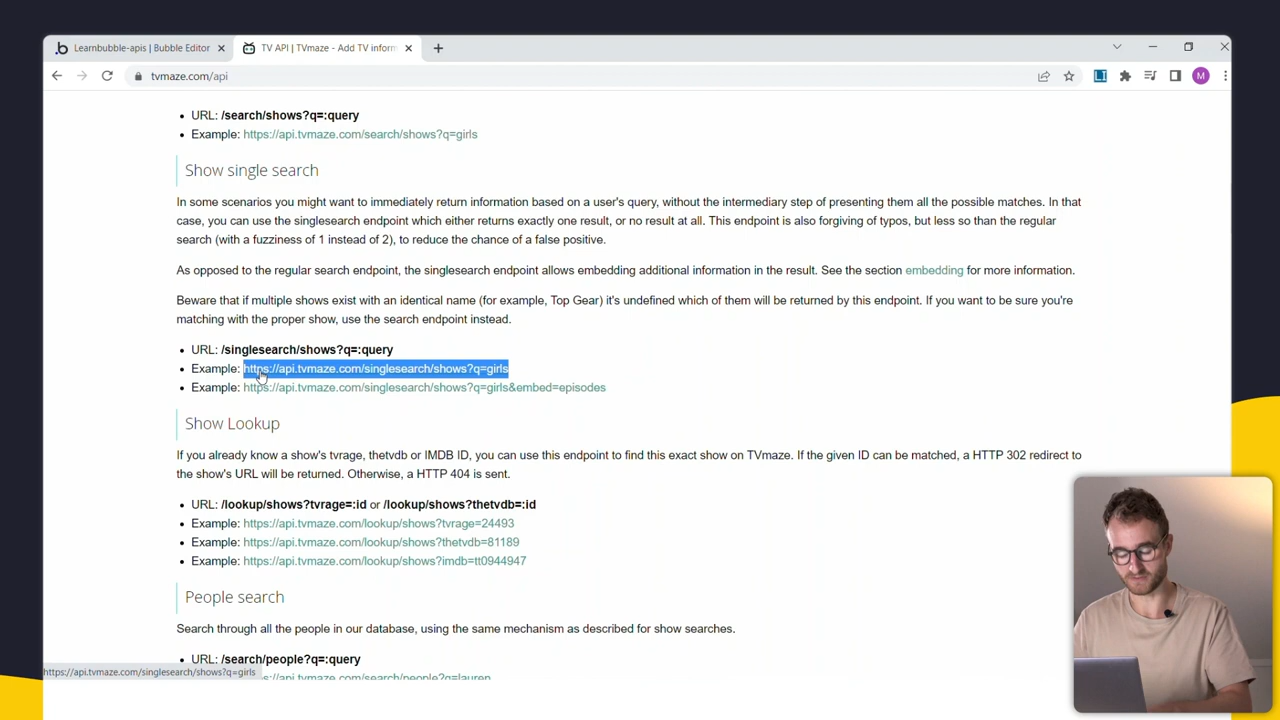 Learnbubble-apis | Bubble Editor
TV API | TVmaze - Add TV inform
tvmaze.com/api
M
URL: /search/shows?q=:query
Example: https://api.tvmaze.com/search/shows?q=girls
Show single search
In some scenarios you might want to immediately return information based on a user's query, without the intermediary step of presenting them all the possible matches. In that
case, you can use the singlesearch endpoint which either returns exactly one result, or no result at all. This endpoint is also forgiving of typos, but less so than the regular
search (with a fuzziness of 1 instead of 2), to reduce the chance of a false positive.
As opposed to the regular search endpoint, the singlesearch endpoint allows embedding additional information in the result. See the section embedding for more information.
Beware that if multiple shows exist with an identical name (for example, Top Gear) it's undefined which of them will be returned by this endpoint. If you want to be sure you're
matching with the proper show, use the search endpoint instead.
URL: /singlesearch/shows?q=:query
Example: https://api.tvmaze.com/singlesearch/shows?q=girls
Example: https://api.tvmaze.com/singlesearch/shows?q=girls&embed=episodes
Show Lookup
If you already know a show's tvrage, thetvdb or IMDB ID, you can use this endpoint to find this exact show on TVmaze. If the given ID can be matched, a HTTP 302 redirect to
the show's URL will be returned. Otherwise, a HTTP 404 is sent.
URL: /lookup/shows?tvrage=:id or /lookup/shows?thetvdb=:id
Example: https://api.tvmaze.com/lookup/shows?tvrage=24493
Example: https://api.tvmaze.com/lookup/shows?thetvdb=81189
Example: https://api.tvmaze.com/lookup/shows?imdb=tt0944947
People search
Search through all the people in our database, using the same mechanism as described for show searches.
URL: /search/people?q=:query
https://api.tvmaze.com/singlesearch/shows?q=girls
s://api.tvmaze.com/search/people?q=lauren